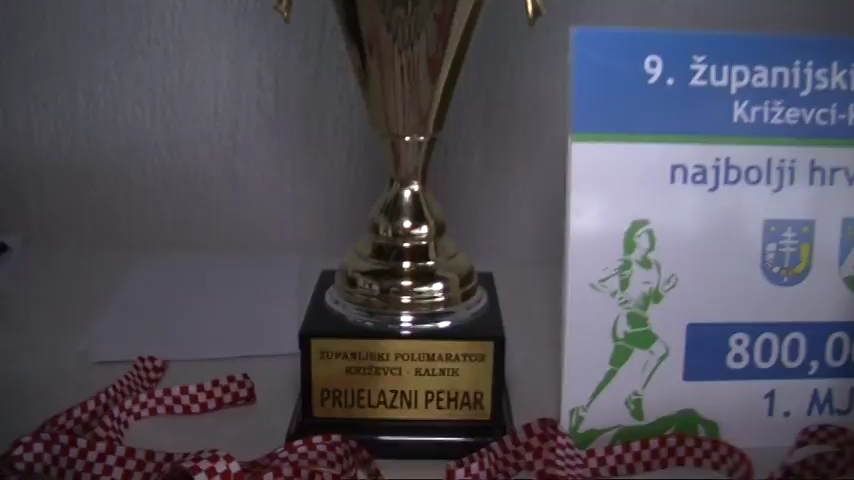 ŽUPANIJSKI POLUMARATON
KRIŽEVCI - KALNIK
PRIJELAZNI PEHAR
9. županijski
Križevci-
najbolji hrv
800,0
1. MJ